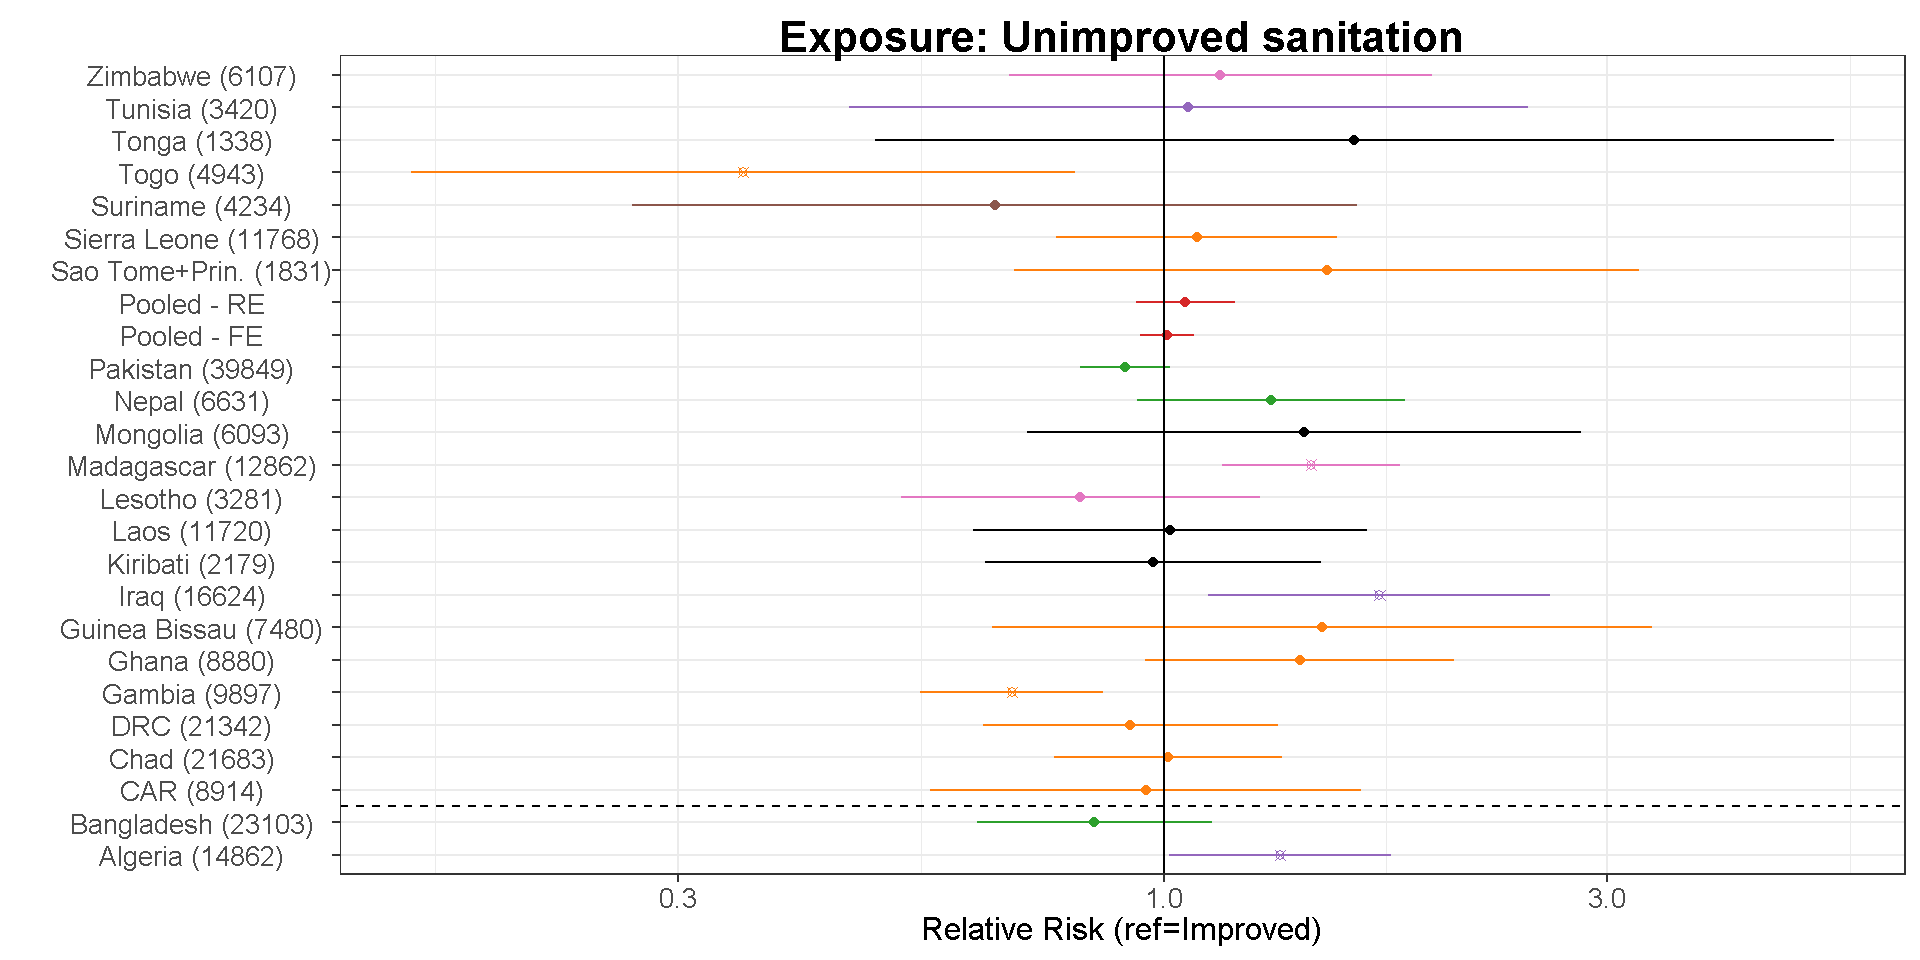 Exposure: Unimproved sanitation
Zimbabwe (6107)
Tunisia (3420)
Tonga (1338)
Togo (4943)
Suriname (4234)
Sierra Leone (11768)
Sao Tome+Prin. (1831)
Pooled - RE
Pooled - FE
Pakistan (39849)
Nepal (6631)
Mongolia (6093)
Madagascar (12862)
Lesotho (3281)
Laos (11720)
Kiribati (2179)
Iraq (16624)
Guinea Bissau (7480)
Ghana (8880)
Gambia (9897)
DRC (21342)
Chad (21683)
CAR (8914)
Bangladesh (23103)
Algeria (14862)
0.3 1.0 3.0
Relative Risk (ref=Improved)